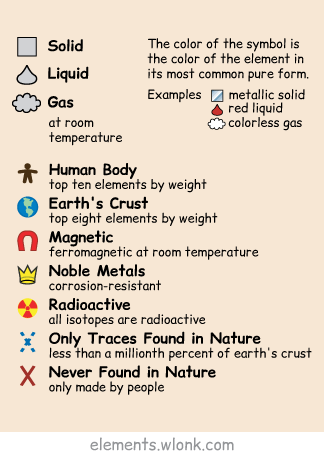 Solid
Liquid
Gas
at room
temperature
The color of the symbol is
the color of the element in
its most common pure form.
Examples
metallic solid
red liquid
colorless gas
Human Body
top ten elements by weight
Earth's Crust
top eight elements by weight
Magnetic
ferromagnetic at room temperature
Noble Metals
corrosion-resistant
Radioactive
all isotopes are radioactive
Only Traces Found in Nature
less than a millionth percent of earth's crust
Never Found in Nature
only made by people
elements.wlonk.com